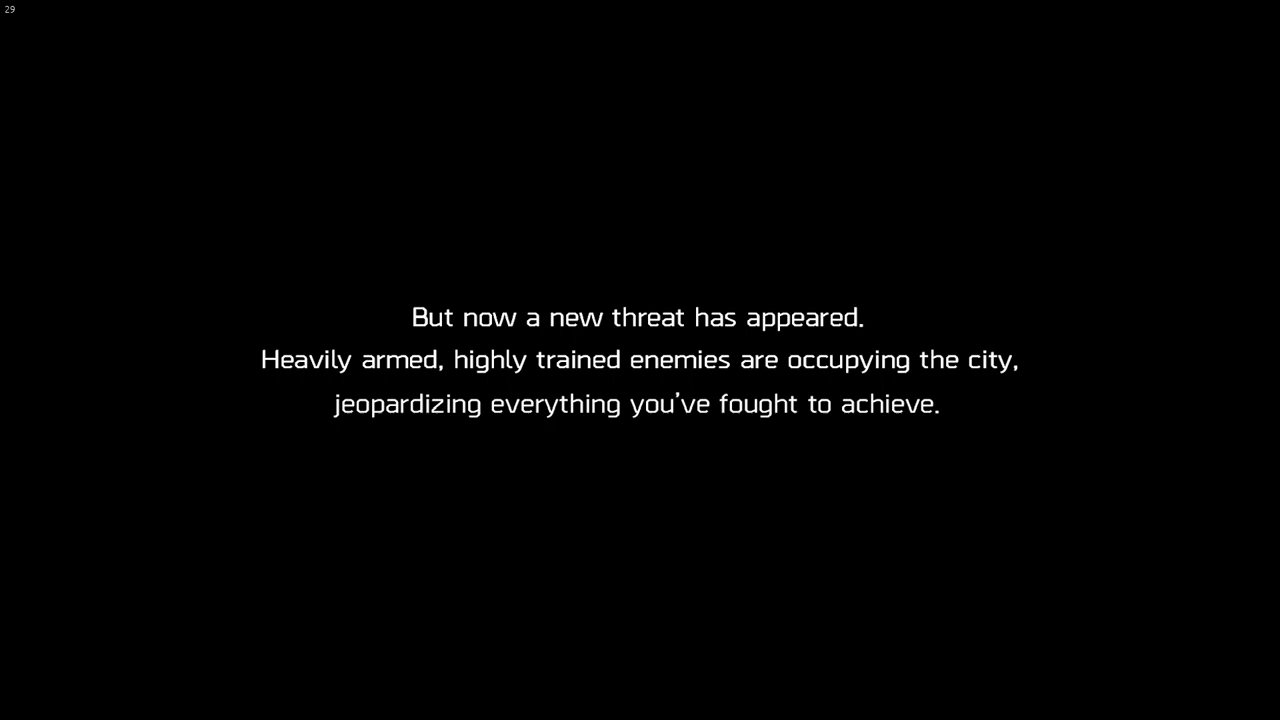 29
But now a new threat has appeared.
Heavily armed, highly trained enemies are occupying the city,
jeopardizing everything you've fought to achieve.